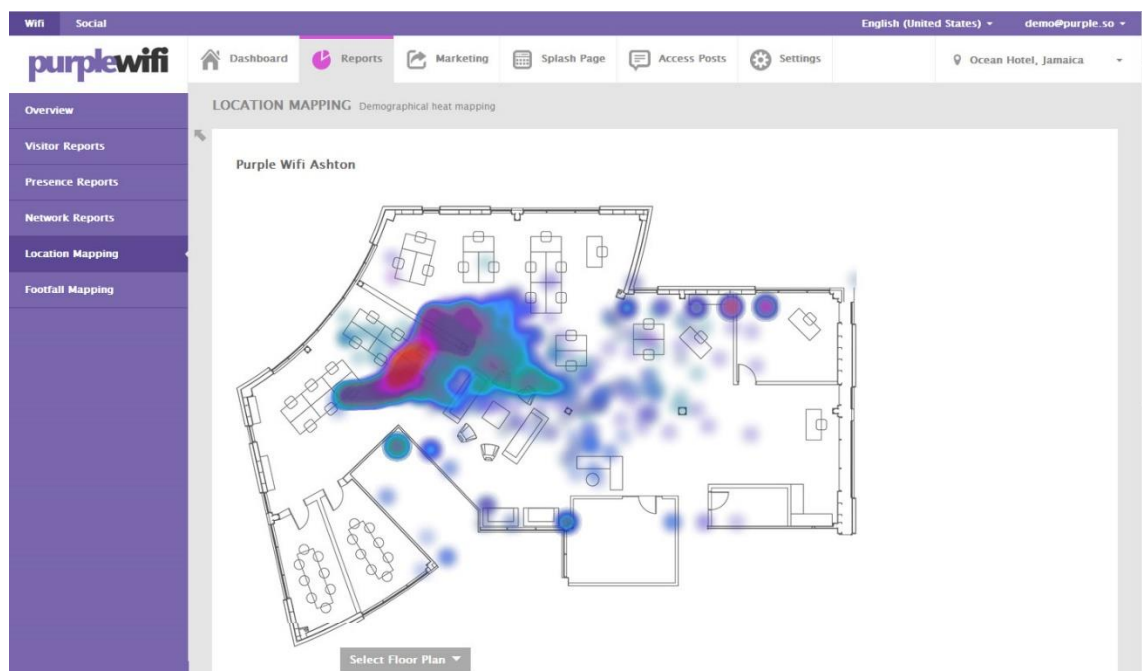 Wifi Social English (United States) demo@purple.so
purplewifi Dashboard Reports Marketing Splash Page Access Posts Settings Ocean Hotel, Jamaica
Overview
Visitor Reports
Presence Reports
Network Reports
Location Mapping
Footfall Mapping
LOCATION MAPPING Demographical heat mapping
Purple Wifi Ashton
Select Floor Plan